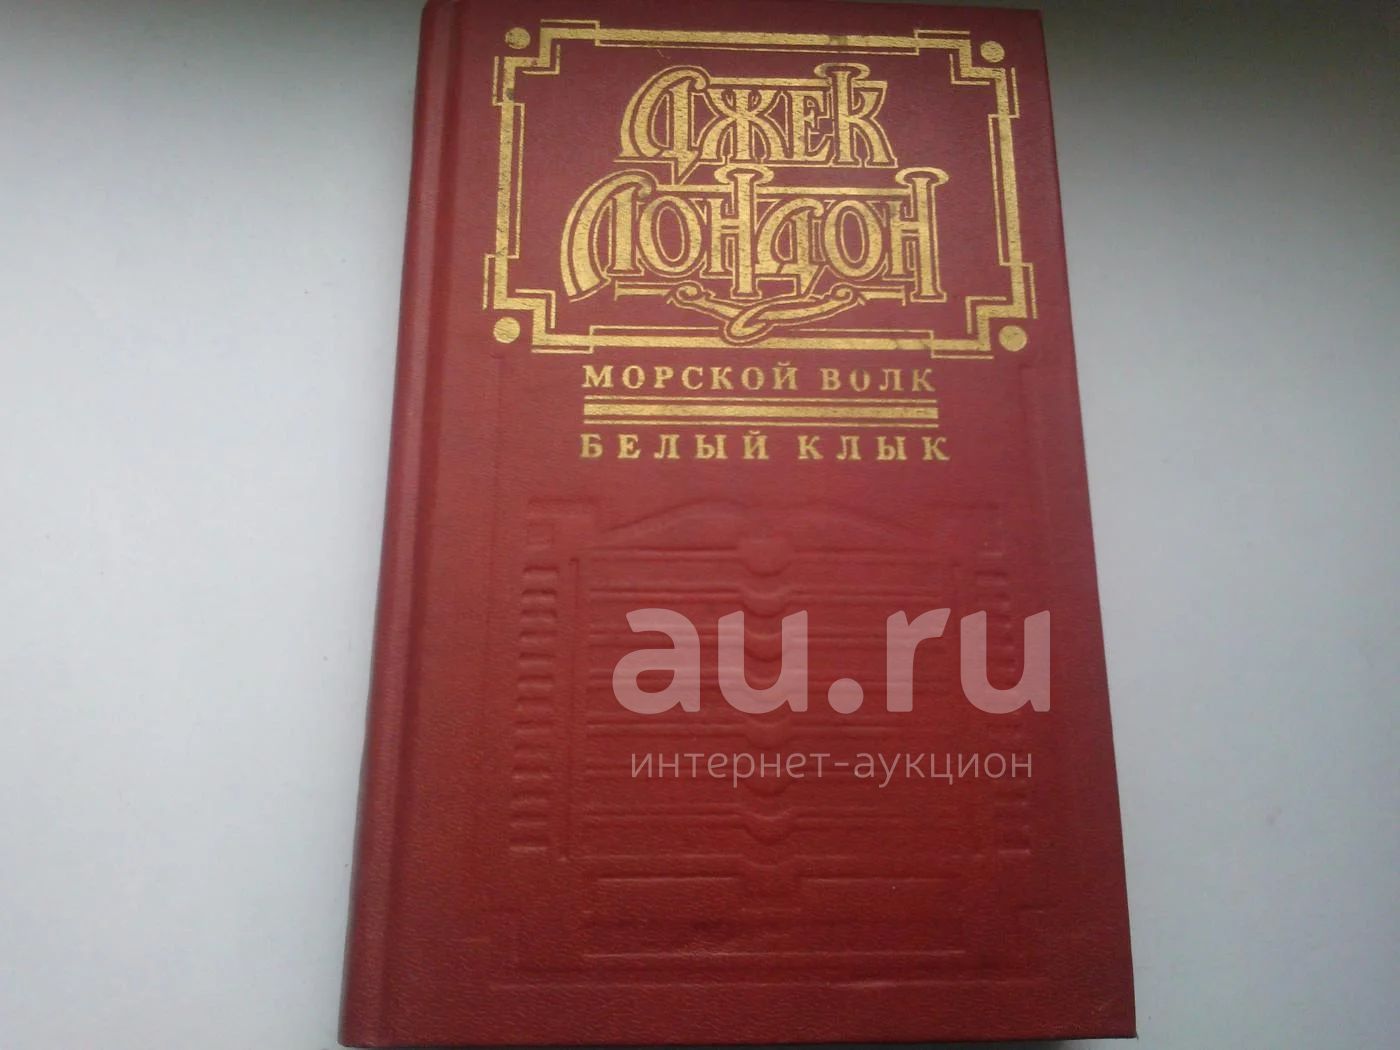 ДЖЕК
ЛОНДОН
МОРСКОЙ ВОЛК
БЕЛЫЙ КЛЫК
au.ru
интернет-аукцион